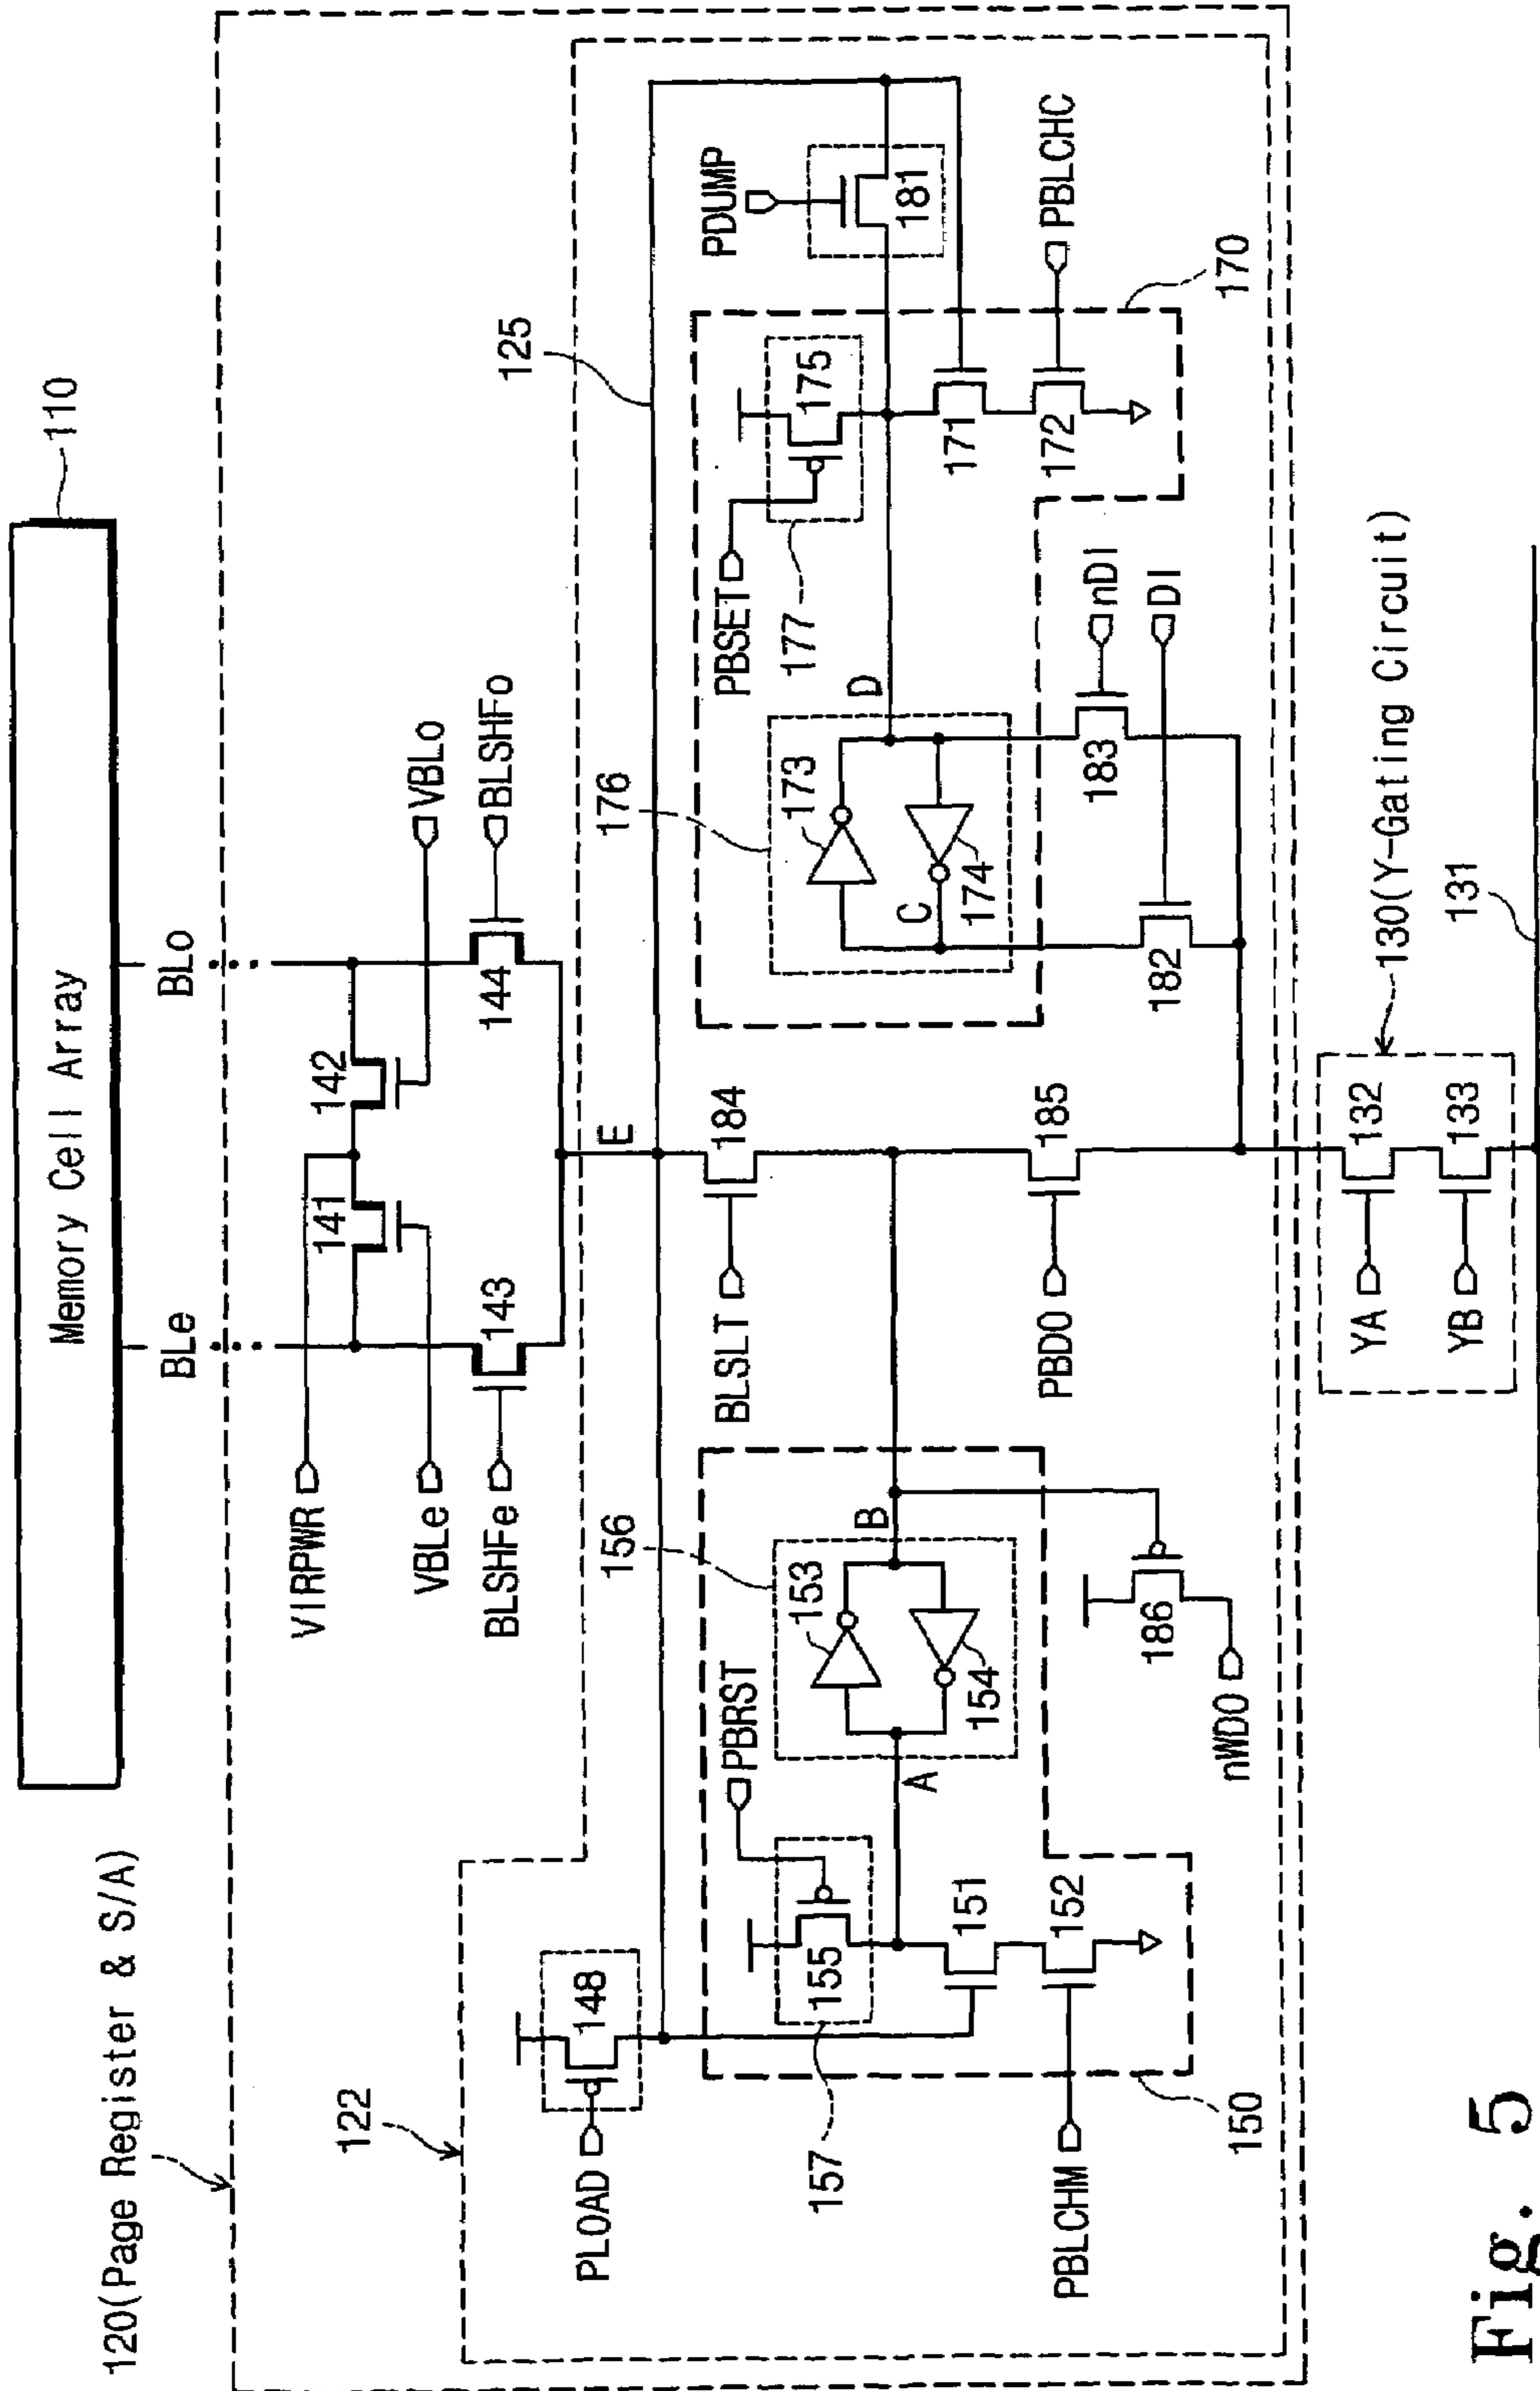 120(Page Register & S/A)
Memory Cell Array
110
BLe
BLo
VIRPWR
141
142
VBLo
VBLe
BLSHFe
143
144
BLSHFo
122
PLOAD
148
E
125
PDUMP
181
PBRST
157
155
156
153
154
A
B
BLSLT
184
176
173
174
C
D
PBSET
177
175
171
172
PBLCHC
170
151
152
PBLCHM
150
186
nWDO
PBDO
185
182
183
nDI
DI
YA
132
YB
133
130(Y-Gating Circuit)
131
Fig. 5